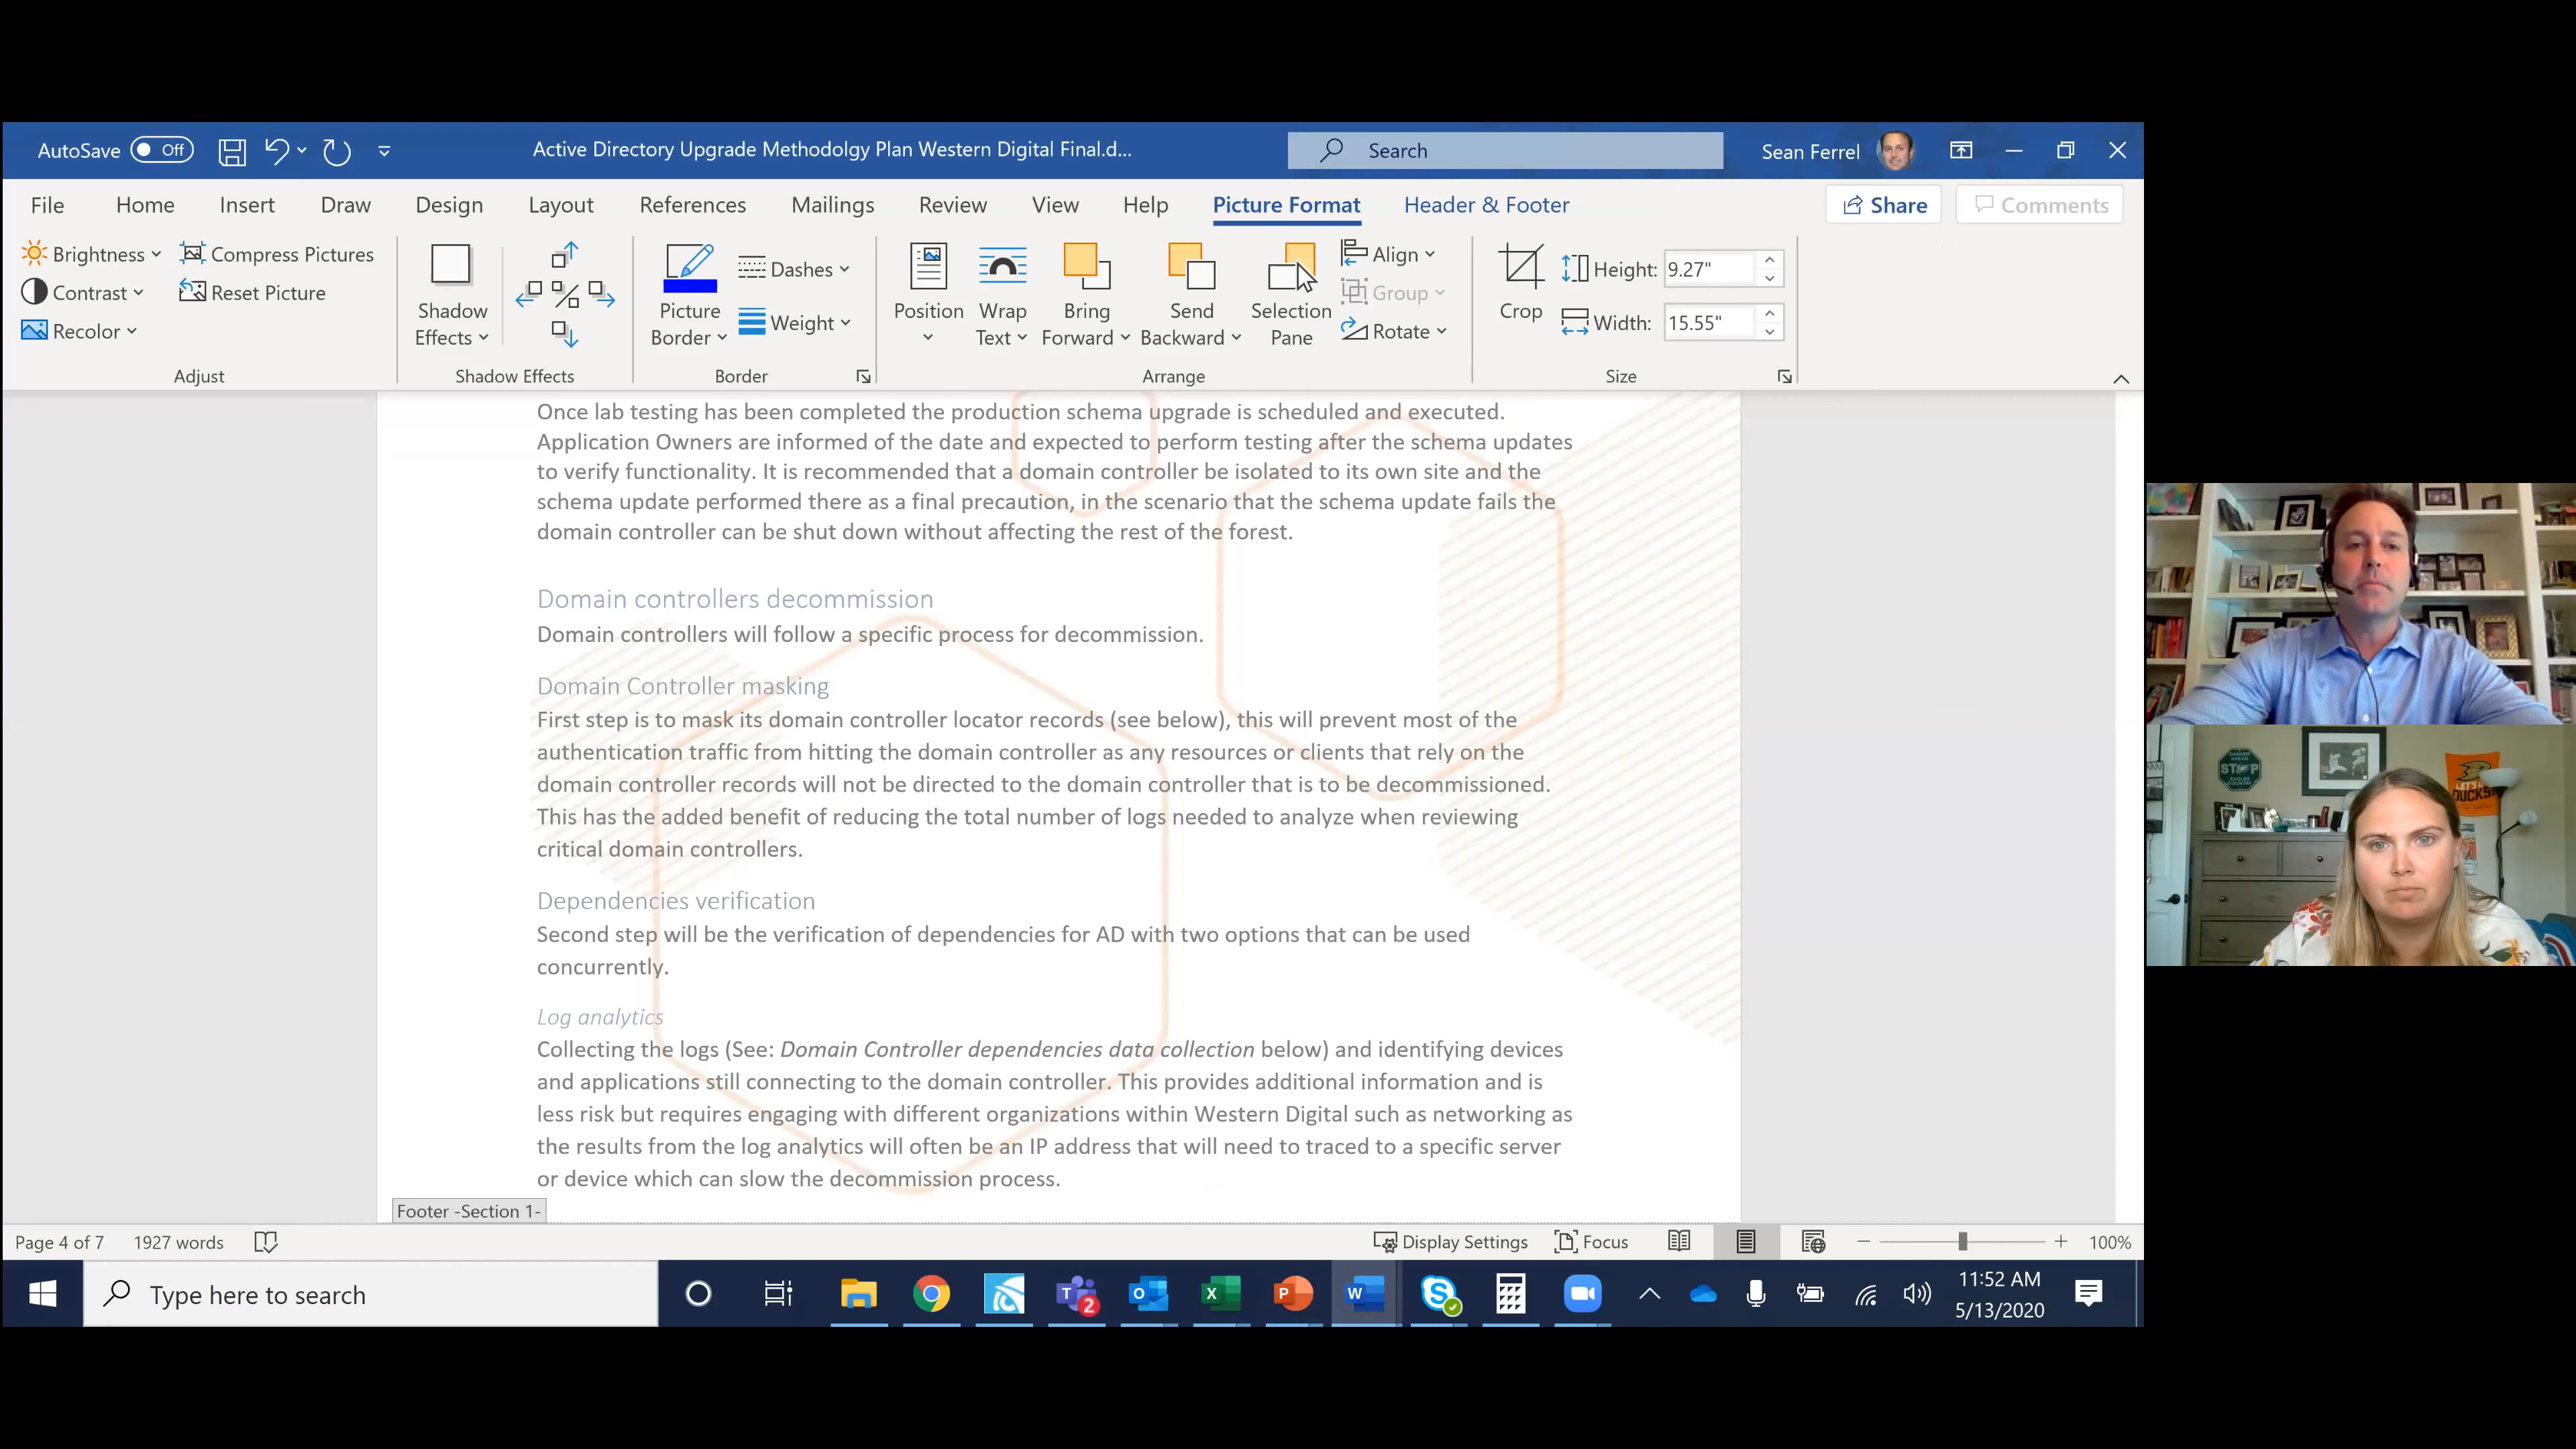 AutoSave Off
Active Directory Upgrade Methodolgy Plan Western Digital Final.d...
Search
Sean Ferrel
File Home Insert Draw Design Layout References Mailings Review View Help Picture Format Header & Footer
Share
Comments
Brightness
Contrast
Recolor
Compress Pictures
Reset Picture
Adjust
Shadow
Effects
Shadow Effects
Picture
Border
Dashes
Weight
Border
Position
Wrap
Text
Bring
Forward
Send
Backward
Selection
Pane
Align
Group
Rotate
Arrange
Crop
Height: 9.27"
Width: 15.55"
Size
Once lab testing has been completed the production schema upgrade is scheduled and executed.
Application Owners are informed of the date and expected to perform testing after the schema updates
to verify functionality. It is recommended that a domain controller be isolated to its own site and the
schema update performed there as a final precaution, in the scenario that the schema update fails the
domain controller can be shut down without affecting the rest of the forest.
Domain controllers decommission
Domain controllers will follow a specific process for decommission.
Domain Controller masking
First step is to mask its domain controller locator records (see below), this will prevent most of the
authentication traffic from hitting the domain controller as any resources or clients that rely on the
domain controller records will not be directed to the domain controller that is to be decommissioned.
This has the added benefit of reducing the total number of logs needed to analyze when reviewing
critical domain controllers.
Dependencies verification
Second step will be the verification of dependencies for AD with two options that can be used
concurrently.
Log analytics
Collecting the logs (See: Domain Controller dependencies data collection below) and identifying devices
and applications still connecting to the domain controller. This provides additional information and is
less risk but requires engaging with different organizations within Western Digital such as networking as
the results from the log analytics will often be an IP address that will need to traced to a specific server
or device which can slow the decommission process.
Footer -Section 1-
Page 4 of 7 1927 words
Display Settings Focus
100%
Type here to search
T 2
O
X
P
W
S
11:52 AM
5/13/2020
STOP
LET'S
DUCKS